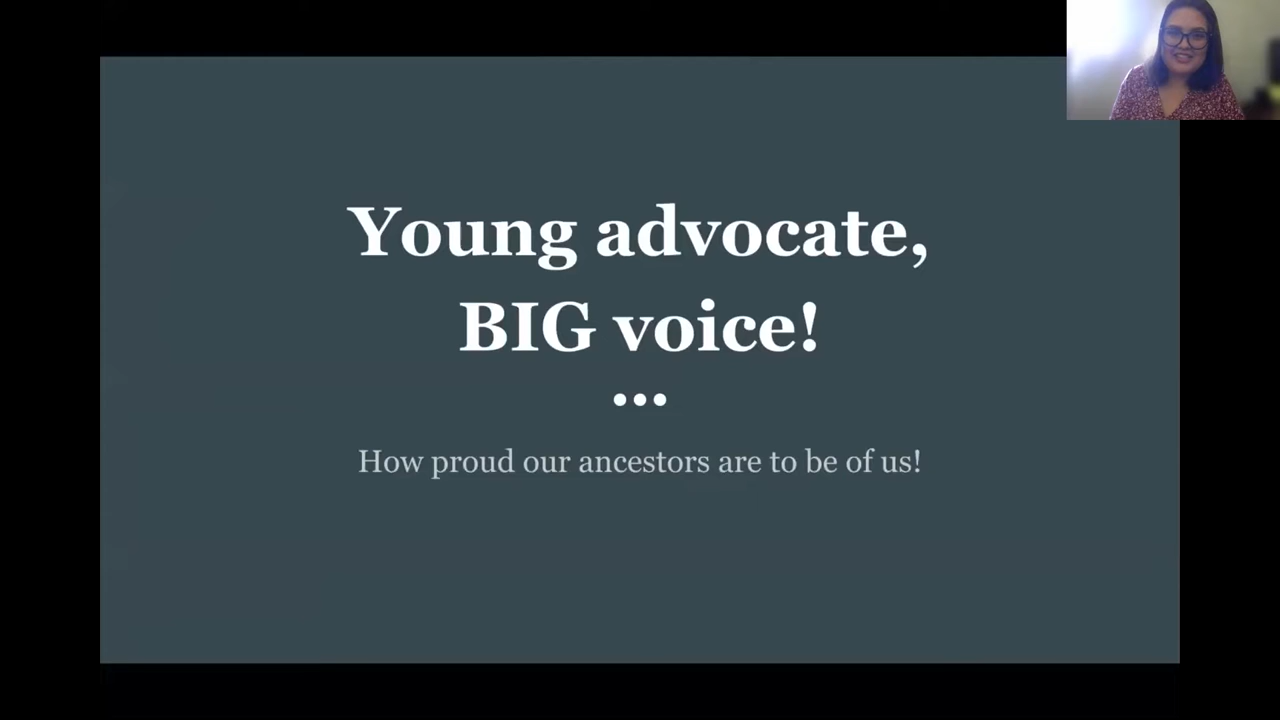 Young advocate,
BIG voice!
How proud our ancestors are to be of us!